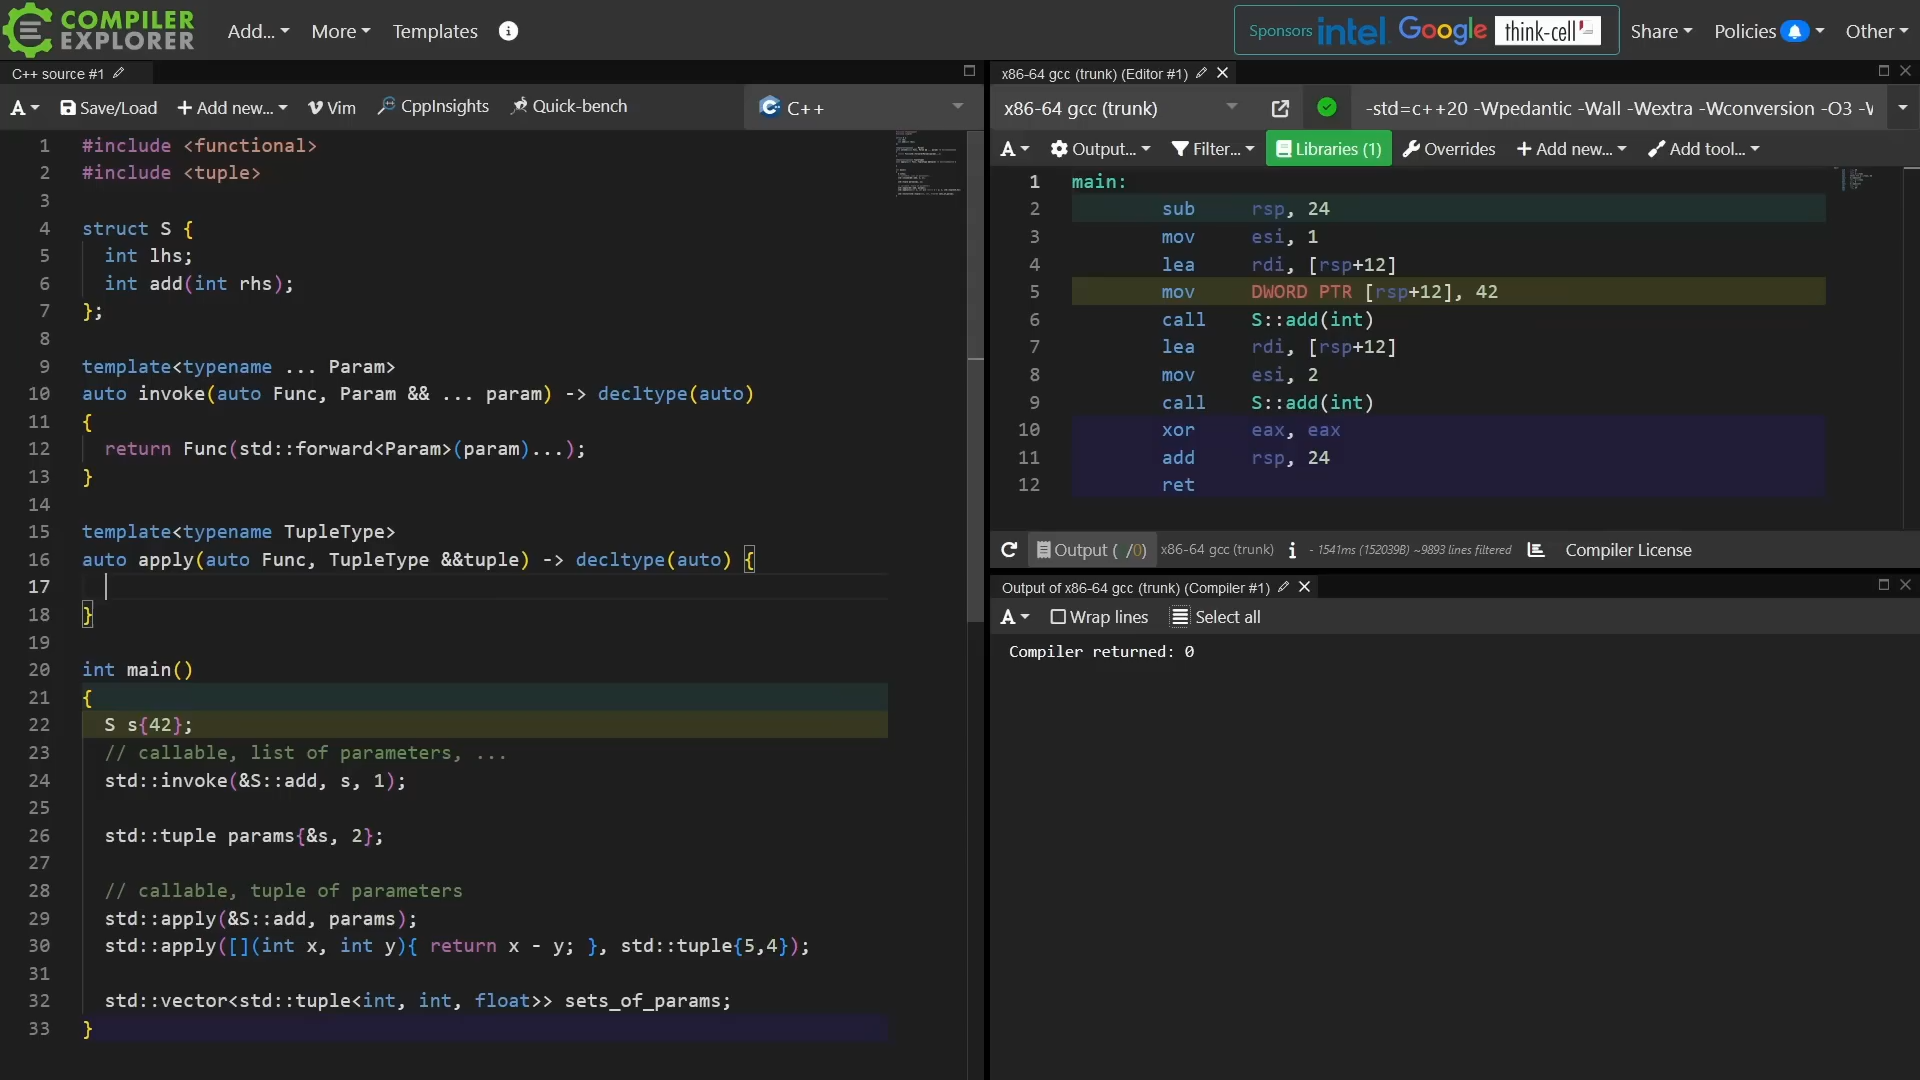 COMPILER EXPLORER Add... More Templates Sponsors intel Google think-cell Share Policies Other
C++ source #1
A Save/Load Add new... Vim CppInsights Quick-bench C++
1 #include <functional>
2 #include <tuple>
3
4 struct S {
5 int lhs;
6 int add(int rhs);
7 };
8
9 template<typename ... Param>
10 auto invoke(auto Func, Param && ... param) -> decltype(auto)
11 {
12 return Func(std::forward<Param>(param)...);
13 }
14
15 template<typename TupleType>
16 auto apply(auto Func, TupleType &&tuple) -> decltype(auto) {
17
18 }
19
20 int main()
21 {
22 S s{42};
23 // callable, list of parameters, ...
24 std::invoke(&S::add, s, 1);
25
26 std::tuple params{&s, 2};
27
28 // callable, tuple of parameters
29 std::apply(&S::add, params);
30 std::apply([](int x, int y){ return x - y; }, std::tuple{5,4});
31
32 std::vector<std::tuple<int, int, float>> sets_of_params;
33 }
x86-64 gcc (trunk) (Editor #1)
x86-64 gcc (trunk) -std=c++20 -Wpedantic -Wall -Wextra -Wconversion -O3
A Output... Filter... Libraries (1) Overrides Add new... Add tool...
1 main:
2 sub rsp, 24
3 mov esi, 1
4 lea rdi, [rsp+12]
5 mov DWORD PTR [rsp+12], 42
6 call S::add(int)
7 lea rdi, [rsp+12]
8 mov esi, 2
9 call S::add(int)
10 xor eax, eax
11 add rsp, 24
12 ret
Output ( /0) x86-64 gcc (trunk) i - 1541ms (152039B) ~9893 lines filtered Compiler License
Output of x86-64 gcc (trunk) (Compiler #1)
A Wrap lines Select all
Compiler returned: 0